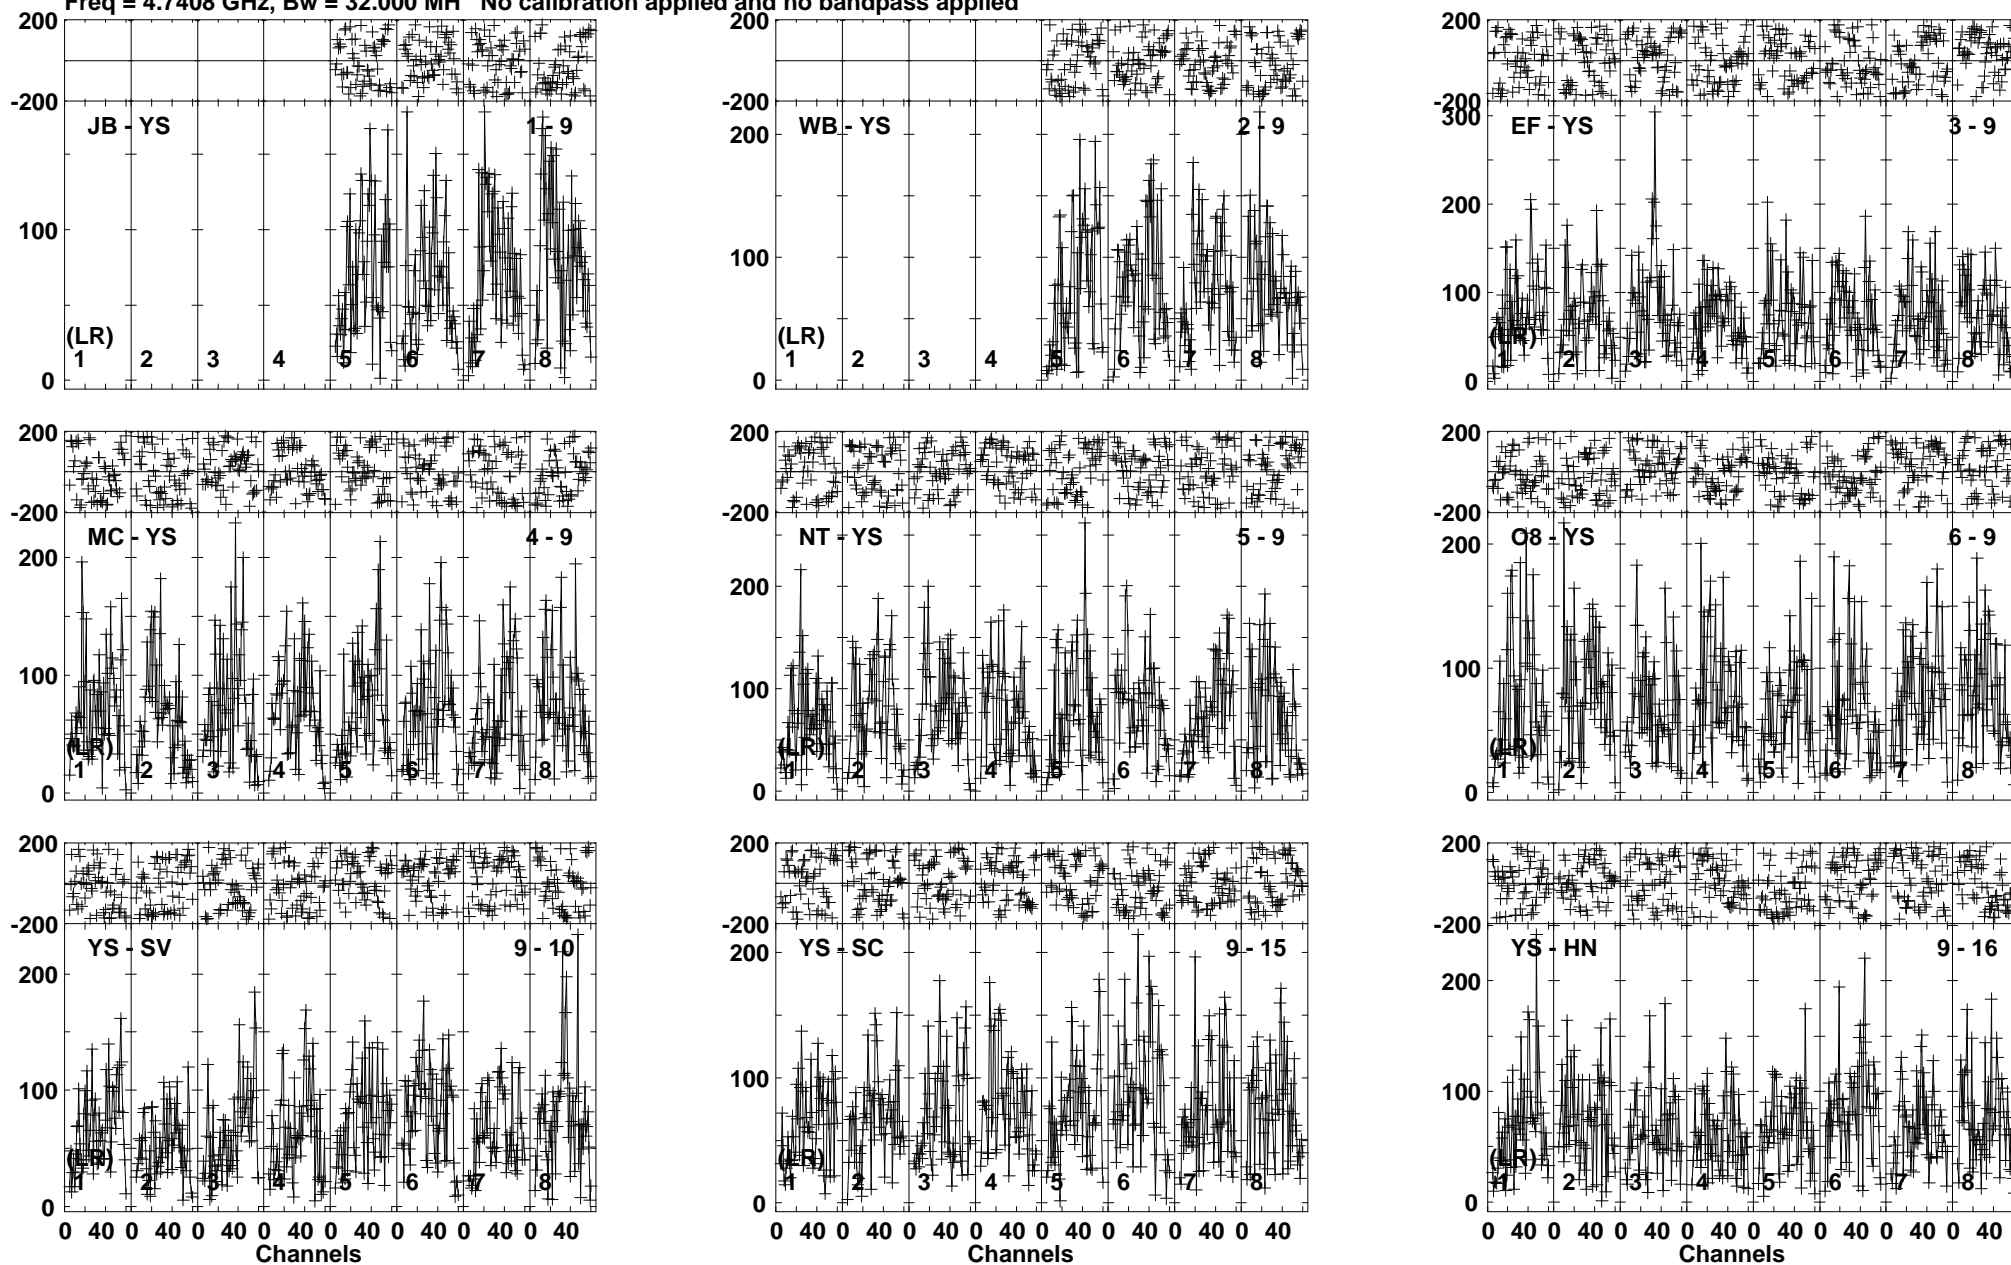 Freq = 4.7408 GHz, Bw = 32.000 MH No calibration applied and no bandpass applied
200
-200
JB - YS 1 - 9
100
0
(LR)
1 2 3 4 5 6 7 8
200
-200
WB - YS 2 - 9
200
100
0
(LR)
1 2 3 4 5 6 7 8
200
-200
EF - YS 3 - 9
300
200
100
0
(LR)
1 2 3 4 5 6 7 8
200
-200
MC - YS 4 - 9
200
100
0
(LR)
1 2 3 4 5 6 7 8
200
-200
NT - YS 5 - 9
200
100
0
(LR)
1 2 3 4 5 6 7 8
200
-200
O8 - YS 6 - 9
200
100
0
(LR)
1 2 3 4 5 6 7 8
200
-200
YS - SV 9 - 10
200
100
0
(LR)
1 2 3 4 5 6 7 8
0 40 0 40 0 40 0 40 0 40 0 40 0 40 0 40
Channels
200
-200
YS - SC 9 - 15
200
100
0
(LR)
1 2 3 4 5 6 7 8
0 40 0 40 0 40 0 40 0 40 0 40 0 40 0 40
Channels
200
-200
YS - HN 9 - 16
200
100
0
(LR)
1 2 3 4 5 6 7 8
0 40 0 40 0 40 0 40 0 40 0 40 0 40 0 40
Channels